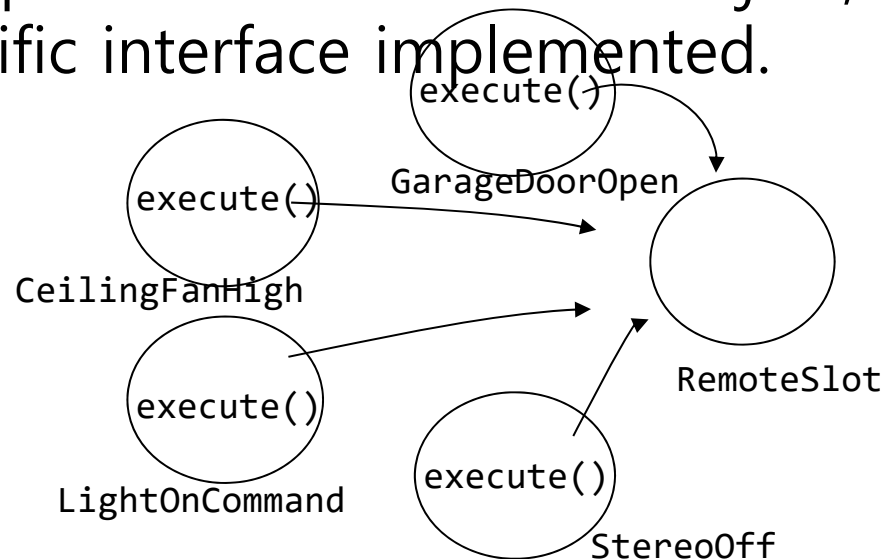 ific interface implemented.
execute()
GarageDoorOpen
execute()
CeilingFanHigh
RemoteSlot
execute()
LightOnCommand
execute()
StereoOff